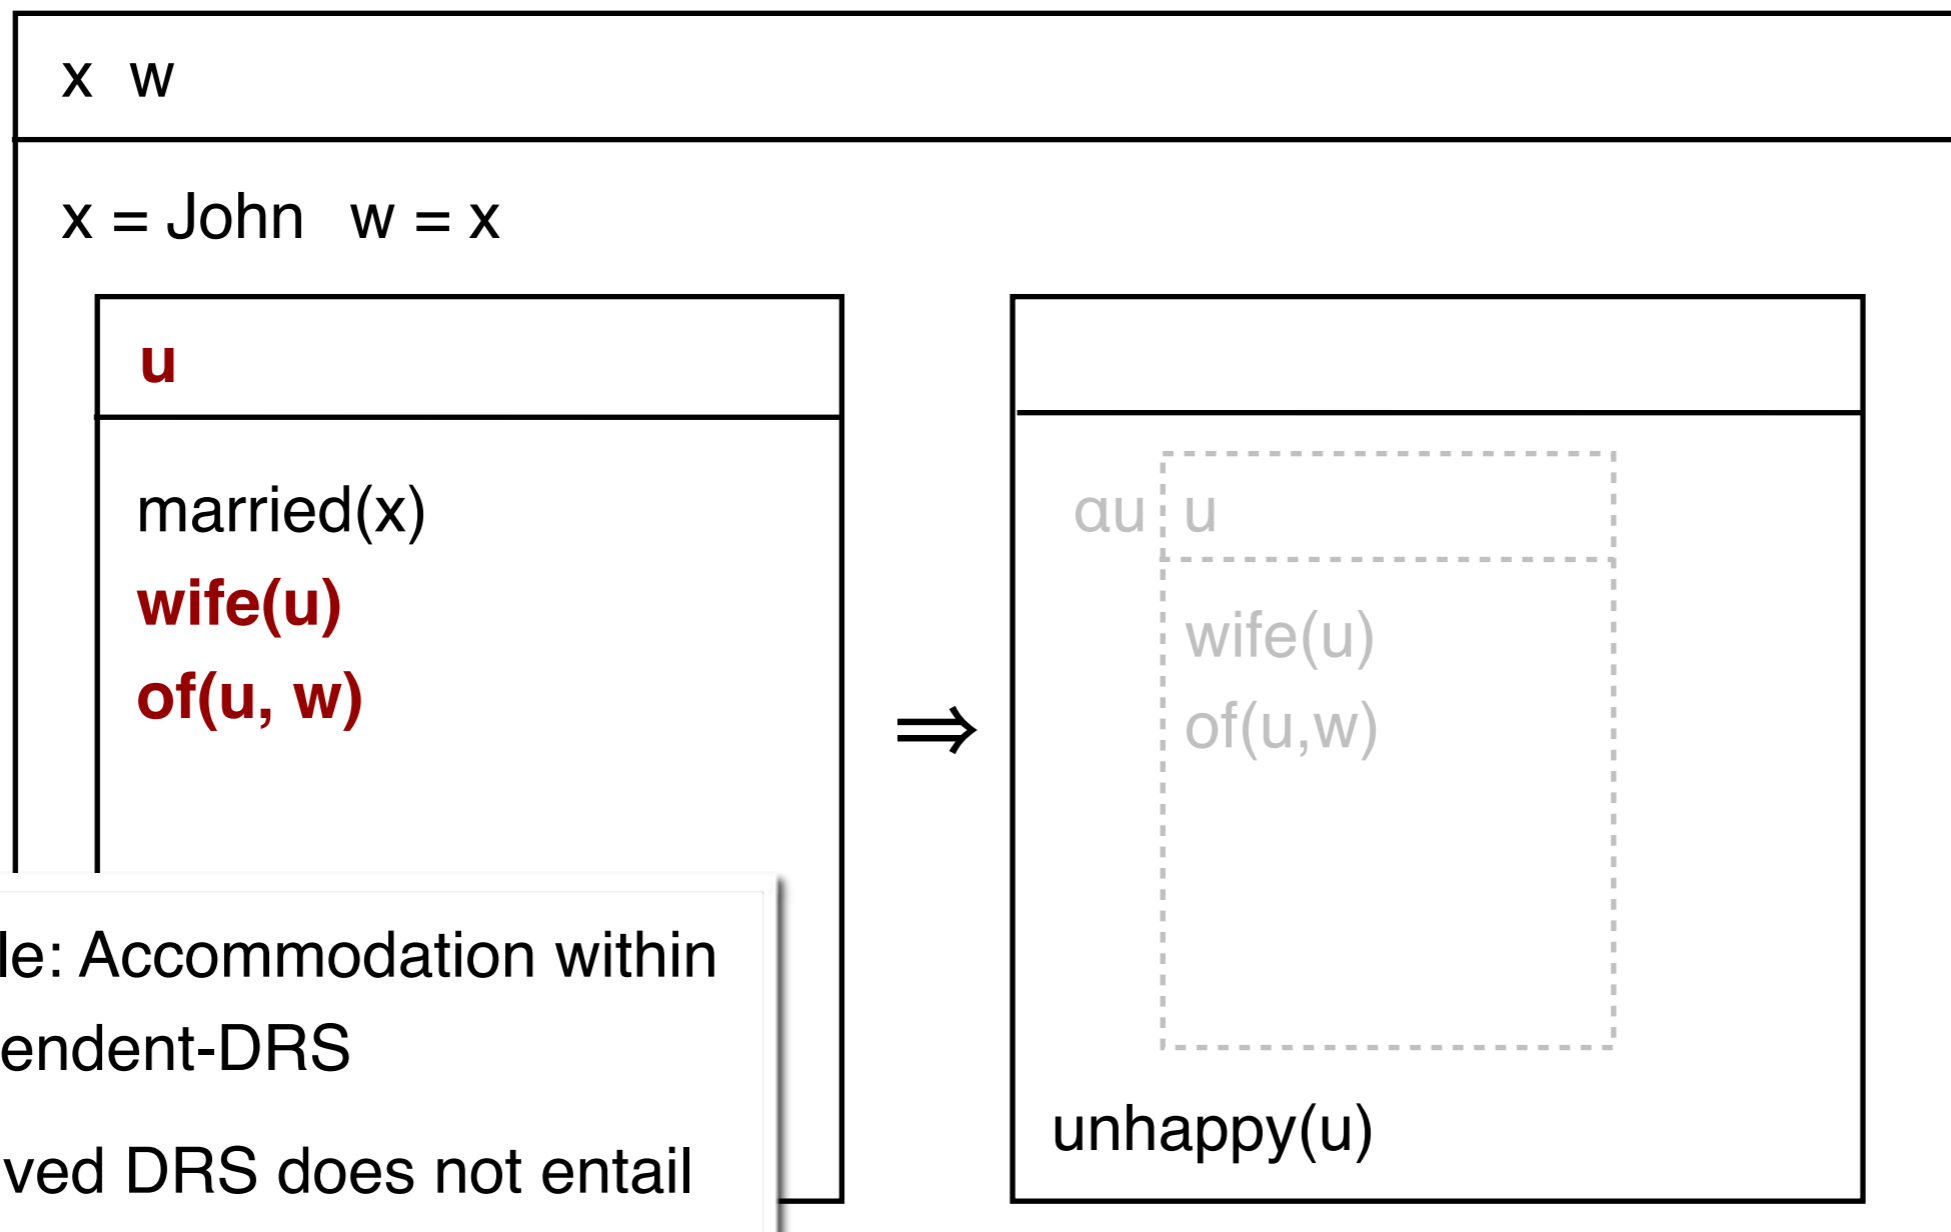 x w
x = John w = x
u
married(x)
wife(u)
of(u, w)
⇒
αu u
wife(u)
of(u,w)
unhappy(u)
le: Accommodation within
endent-DRS
ved DRS does not entail